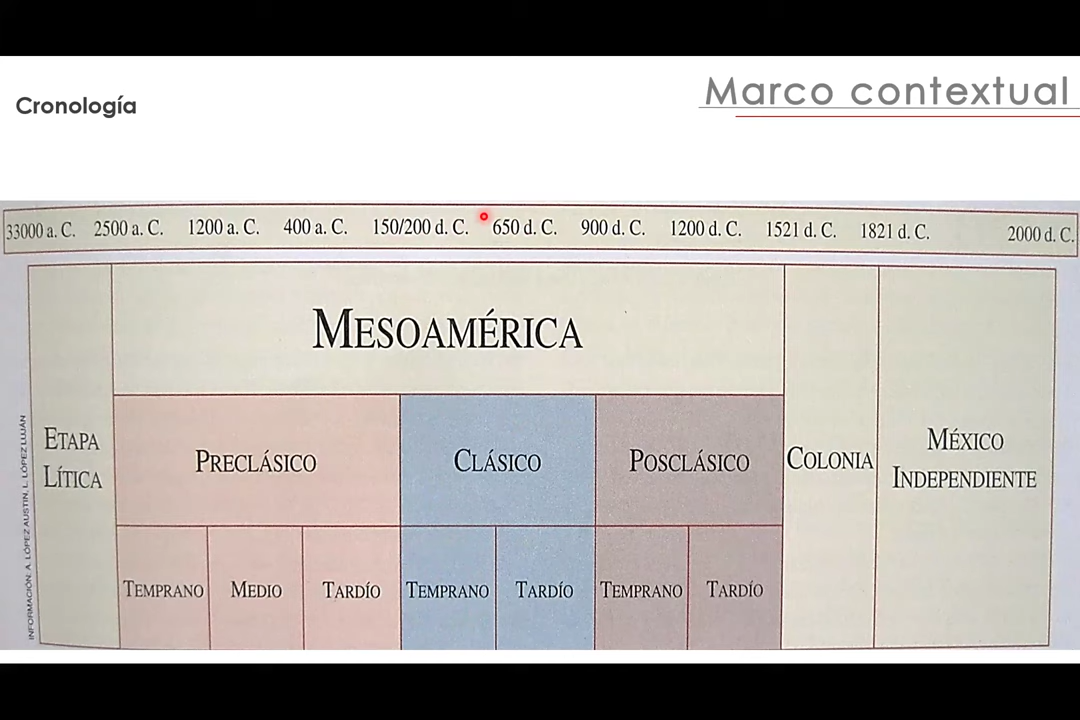 Cronología
Marco contextual
33000 a. C. 2500 a. C. 1200 a. C. 400 a. C. 150/200 d. C. 650 d. C. 900 d. C. 1200 d. C. 1521 d. C. 1821 d. C. 2000 d. C.
MESOAMÉRICA
ETAPA
LÍTICA
PRECLÁSICO
CLÁSICO
POSCLÁSICO
COLONIA
MÉXICO
INDEPENDIENTE
TEMPRANO MEDIO TARDÍO TEMPRANO TARDÍO TEMPRANO TARDÍO
INFORMACIÓN: A. LÓPEZ AUSTIN, L. LÓPEZ LUJÁN